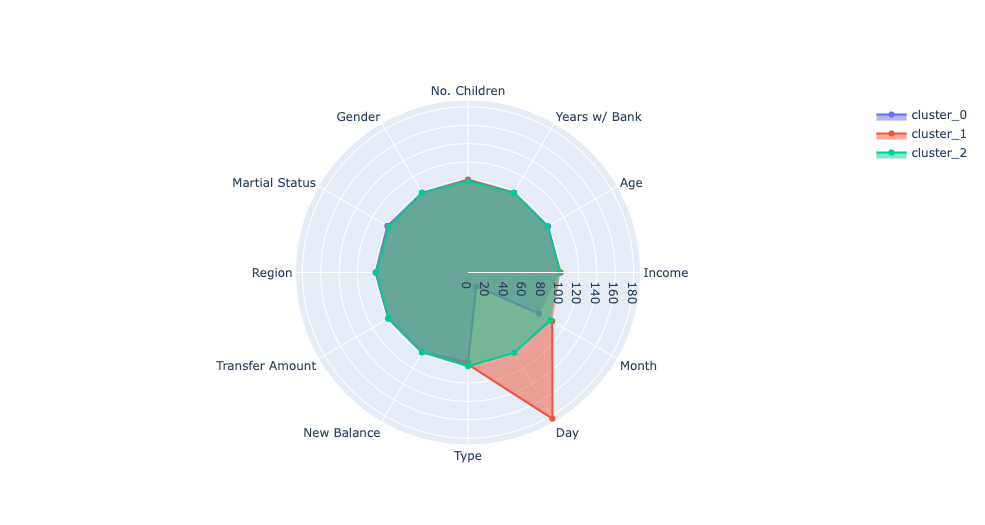 No. Children
Gender
Years w/ Bank
Martial Status
Age
Region
Income
0
20
40
60
80
100
120
140
160
180
Transfer Amount
Month
New Balance
Day
Type
cluster_0
cluster_1
cluster_2